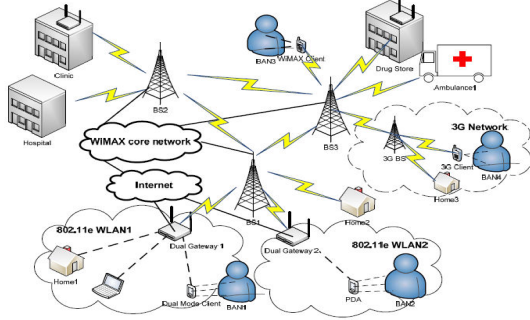 Clinic
Hospital
BS2
BAN3
WiMAX Client
Drug Store
Ambulance1
WIMAX core network
BS3
3G Network
3G BS
3G Client
BAN4
Home3
Internet
BS1
Home2
802.11e WLAN1
Dual Gateway 1
Dual Gateway 2
802.11e WLAN2
Home1
Dual Mode Client
BAN1
PDA
BAN2